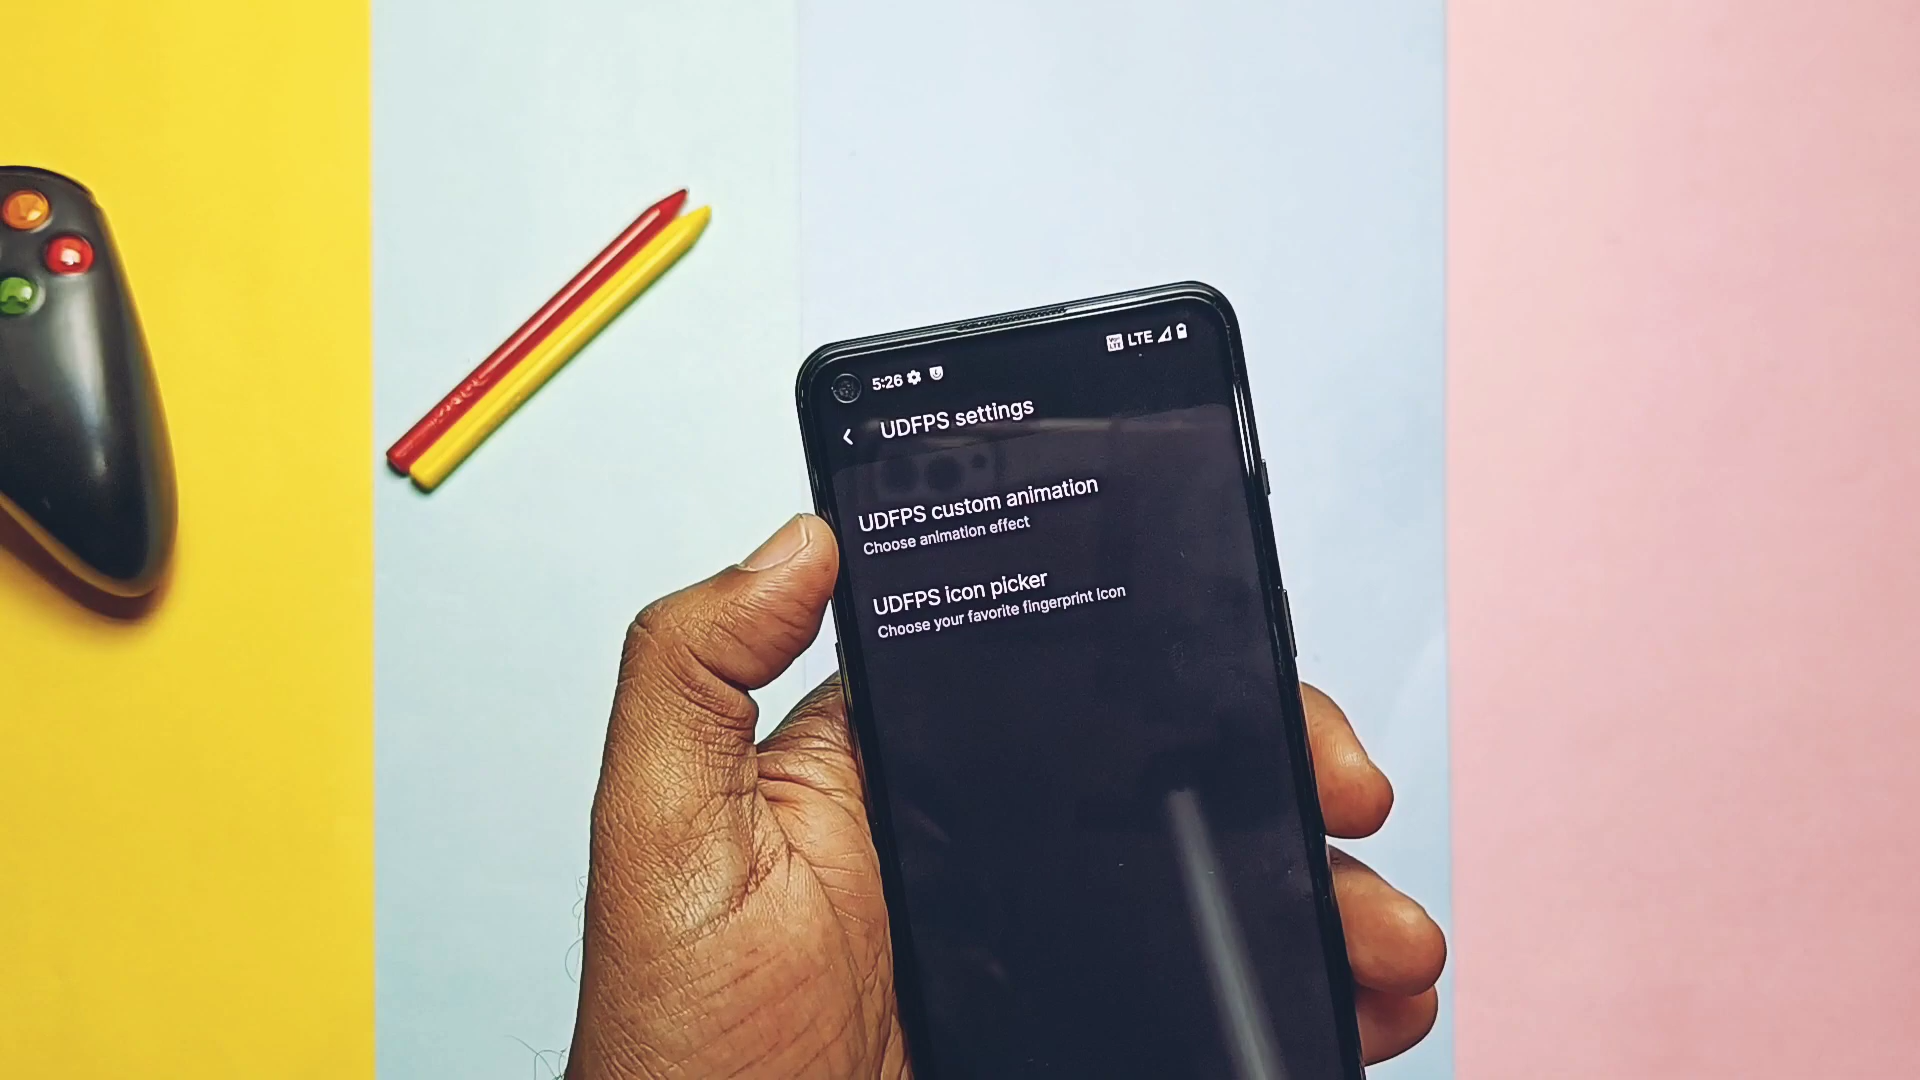 5:26
LTE
UDFPS settings
UDFPS custom animation
Choose animation effect
UDFPS icon picker
Choose your favorite fingerprint icon